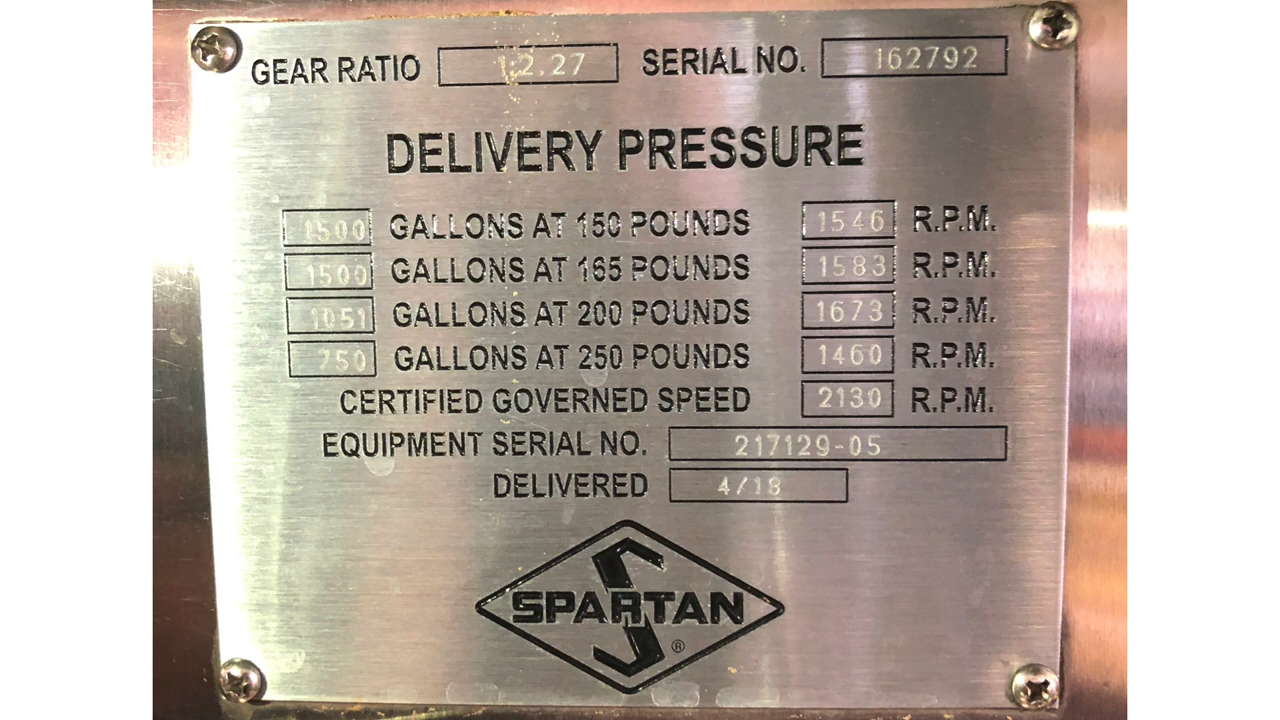 GEAR RATIO 1:2.27 SERIAL NO. 162792
DELIVERY PRESSURE
1500 GALLONS AT 150 POUNDS 1546 R.P.M.
1500 GALLONS AT 165 POUNDS 1583 R.P.M.
1051 GALLONS AT 200 POUNDS 1673 R.P.M.
750 GALLONS AT 250 POUNDS 1460 R.P.M.
CERTIFIED GOVERNED SPEED 2130 R.P.M.
EQUIPMENT SERIAL NO. 217129-05
DELIVERED 4/18
SPARTAN ®